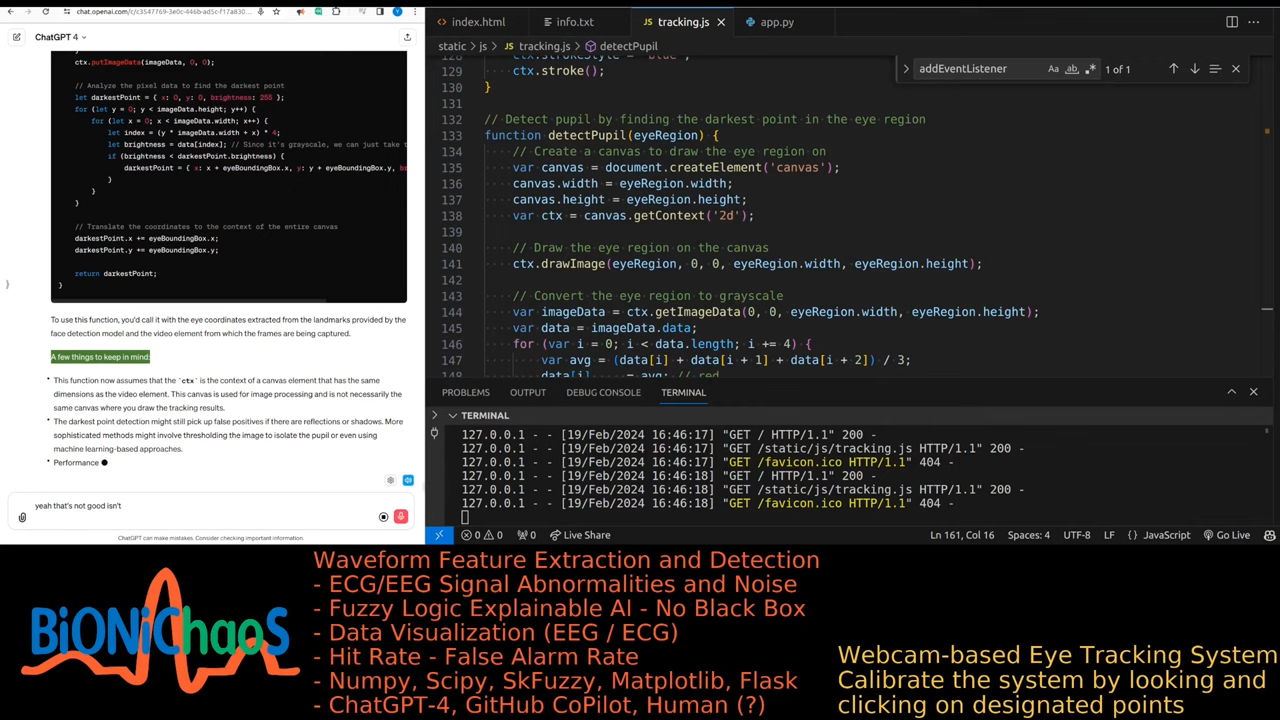 chat.openai.com/c/c3547769-3e0c-446b-ad5c-f17a830...
ChatGPT 4
ctx.putImageData(imageData, 0, 0);
// Analyze the pixel data to find the darkest point
let darkestPoint = { x: 0, y: 0, brightness: 255 };
for (let y = 0; y < imageData.height; y++) {
for (let x = 0; x < imageData.width; x++) {
let index = (y * imageData.width + x) * 4;
let brightness = data[index]; // Since it's grayscale, we can just take
if (brightness < darkestPoint.brightness) {
darkestPoint = { x: x + eyeBoundingBox.x, y: y + eyeBoundingBox.y, br
}
}
}
// Translate the coordinates to the context of the entire canvas
darkestPoint.x += eyeBoundingBox.x;
darkestPoint.y += eyeBoundingBox.y;
return darkestPoint;
}
To use this function, you'd call it with the eye coordinates extracted from the landmarks provided by the
face detection model and the video element from which the frames are being captured.
A few things to keep in mind:
• This function now assumes that the `ctx` is the context of a canvas element that has the same
dimensions as the video element. This canvas is used for image processing and is not necessarily the
same canvas where you draw the tracking results.
• The darkest point detection might still pick up false positives if there are reflections or shadows. More
sophisticated methods might involve thresholding the image to isolate the pupil or even using
machine learning-based approaches.
• Performance
yeah that's not good isn't
ChatGPT can make mistakes. Consider checking important information.
index.html
info.txt
tracking.js
app.py
static > js > tracking.js > detectPupil
addEventListener
Aa ab
1 of 1
128 ctx.strokeStyle = 'blue';
129 ctx.stroke();
130 }
131
132 // Detect pupil by finding the darkest point in the eye region
133 function detectPupil(eyeRegion) {
134 // Create a canvas to draw the eye region on
135 var canvas = document.createElement('canvas');
136 canvas.width = eyeRegion.width;
137 canvas.height = eyeRegion.height;
138 var ctx = canvas.getContext('2d');
139
140 // Draw the eye region on the canvas
141 ctx.drawImage(eyeRegion, 0, 0, eyeRegion.width, eyeRegion.height);
142
143 // Convert the eye region to grayscale
144 var imageData = ctx.getImageData(0, 0, eyeRegion.width, eyeRegion.height);
145 var data = imageData.data;
146 for (var i = 0; i < data.length; i += 4) {
147 var avg = (data[i] + data[i + 1] + data[i + 2]) / 3;
148 data[i] = avg; // red
PROBLEMS OUTPUT DEBUG CONSOLE TERMINAL
TERMINAL
127.0.0.1 - - [19/Feb/2024 16:46:17] "GET / HTTP/1.1" 200 -
127.0.0.1 - - [19/Feb/2024 16:46:17] "GET /static/js/tracking.js HTTP/1.1" 200 -
127.0.0.1 - - [19/Feb/2024 16:46:17] "GET /favicon.ico HTTP/1.1" 404 -
127.0.0.1 - - [19/Feb/2024 16:46:18] "GET / HTTP/1.1" 200 -
127.0.0.1 - - [19/Feb/2024 16:46:18] "GET /static/js/tracking.js HTTP/1.1" 200 -
127.0.0.1 - - [19/Feb/2024 16:46:18] "GET /favicon.ico HTTP/1.1" 404 -
0 0 0 Live Share
Ln 161, Col 16 Spaces: 4 UTF-8 LF {} JavaScript Go Live
BiONiChaoS
Waveform Feature Extraction and Detection
- ECG/EEG Signal Abnormalities and Noise
- Fuzzy Logic Explainable AI - No Black Box
- Data Visualization (EEG / ECG)
- Hit Rate - False Alarm Rate
- Numpy, Scipy, SkFuzzy, Matplotlib, Flask
- ChatGPT-4, GitHub CoPilot, Human (?)
Webcam-based Eye Tracking System
Calibrate the system by looking and
clicking on designated points